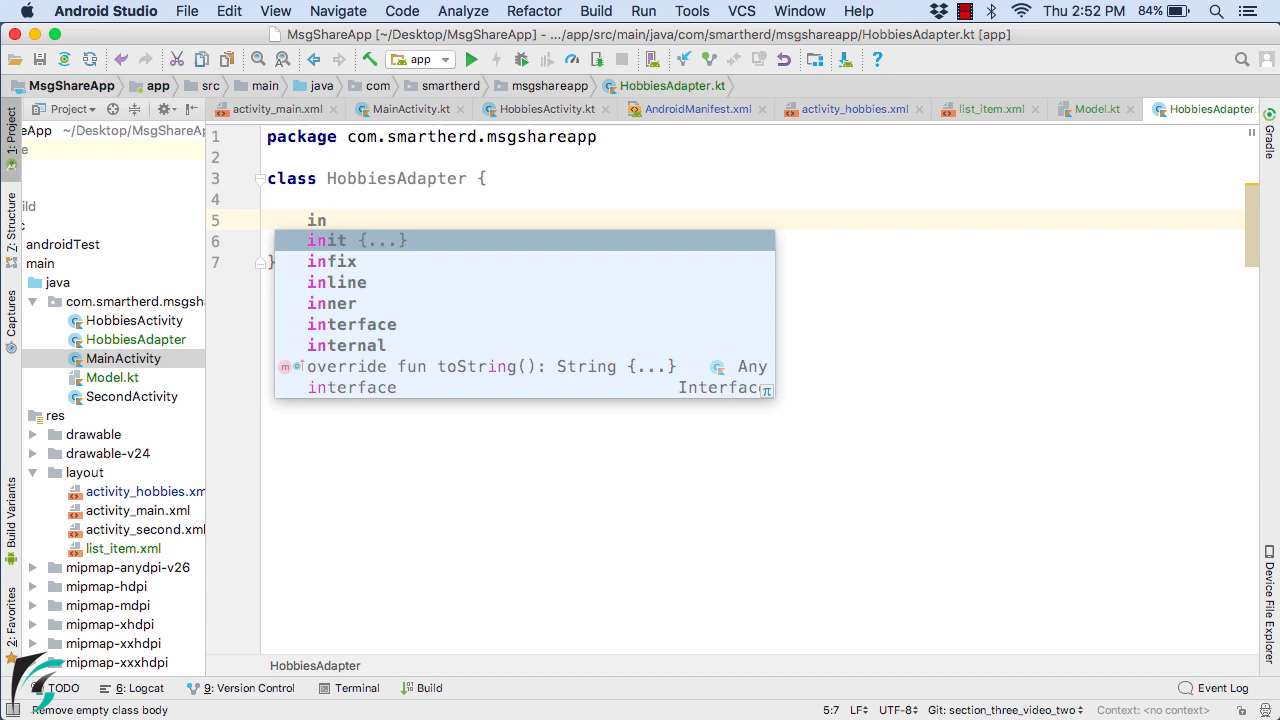 Android Studio File Edit View Navigate Code Analyze Refactor Build Run Tools VCS Window Help Thu 2:52 PM 84%
MsgShareApp [~/Desktop/MsgShareApp] - .../app/src/main/java/com/smartherd/msgshareapp/HobbiesAdapter.kt [app]
app
MsgShareApp app src main java com smartherd msgshareapp HobbiesAdapter.kt
Project activity_main.xml MainActivity.kt HobbiesActivity.kt AndroidManifest.xml activity_hobbies.xml list_item.xml Model.kt HobbiesAdapter.
eApp ~/Desktop/MsgShareAp
e
ild
c
androidTest
main
java
com.smartherd.msgsha
HobbiesActivity
HobbiesAdapter
MainActivity
Model.kt
SecondActivity
res
drawable
drawable-v24
layout
activity_hobbies.xm
activity_main.xml
activity_second.xml
list_item.xml
mipmap-anydpi-v26
mipmap-hdpi
mipmap-mdpi
mipmap-xhdpi
mipmap-xxhdpi
mipmap-xxxhdpi
1: Project
7: Structure
Captures
Build Variants
2: Favorites
1 package com.smartherd.msgshareapp
2
3 class HobbiesAdapter {
4
5 in
6
7 }
init {...}
infix
inline
inner
interface
internal
m override fun toString(): String {...} Any
interface Interfac π
Gradle
Device File Explorer
HobbiesAdapter
TODO 6: Logcat 9: Version Control Terminal Build Event Log
Remove empty class body 5:7 LF÷ UTF-8÷ Git: section_three_video_two÷ Context: <no context>